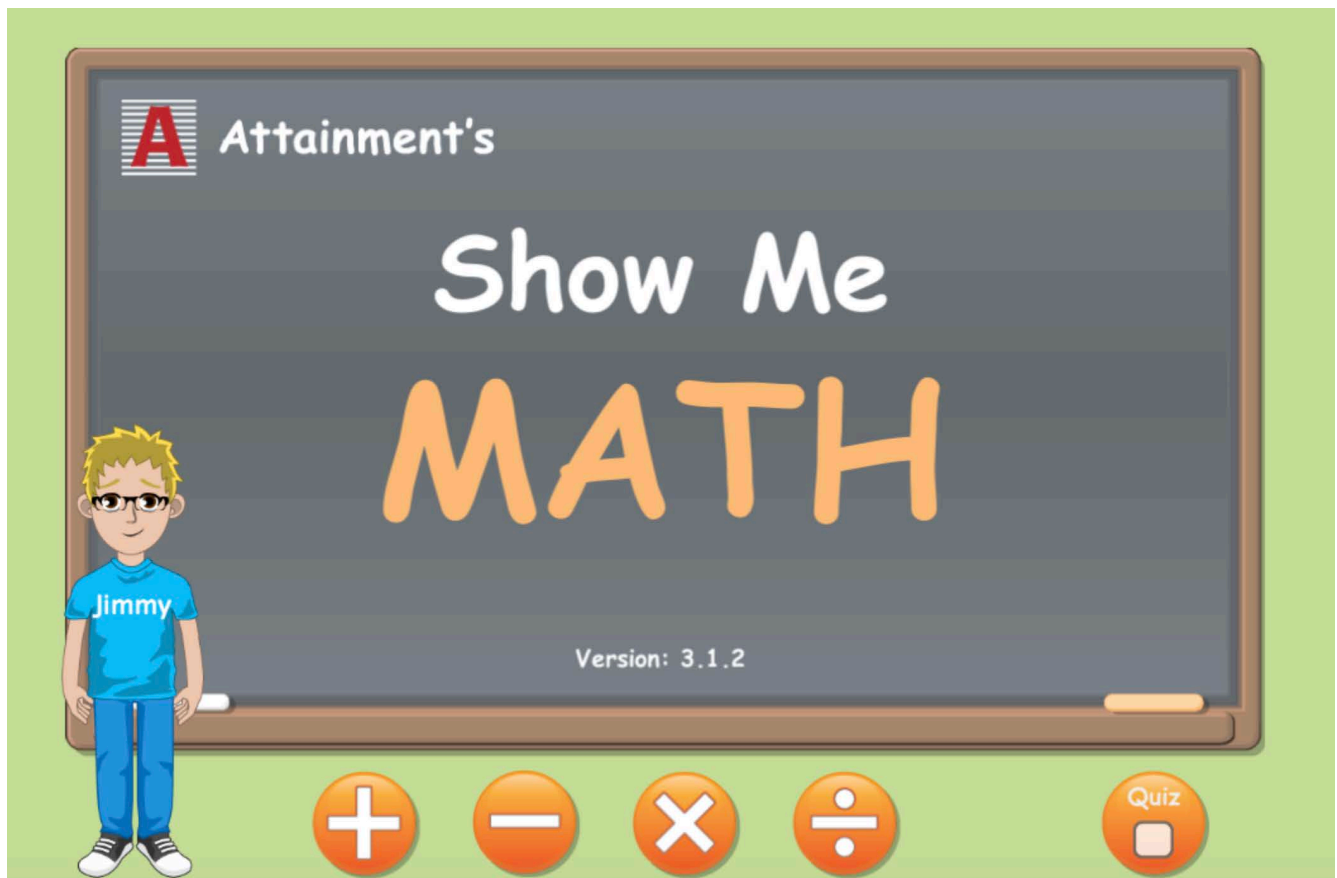 A Attainment's
Show Me
MATH
Jimmy
Version: 3.1.2
+ − × ÷
Quiz